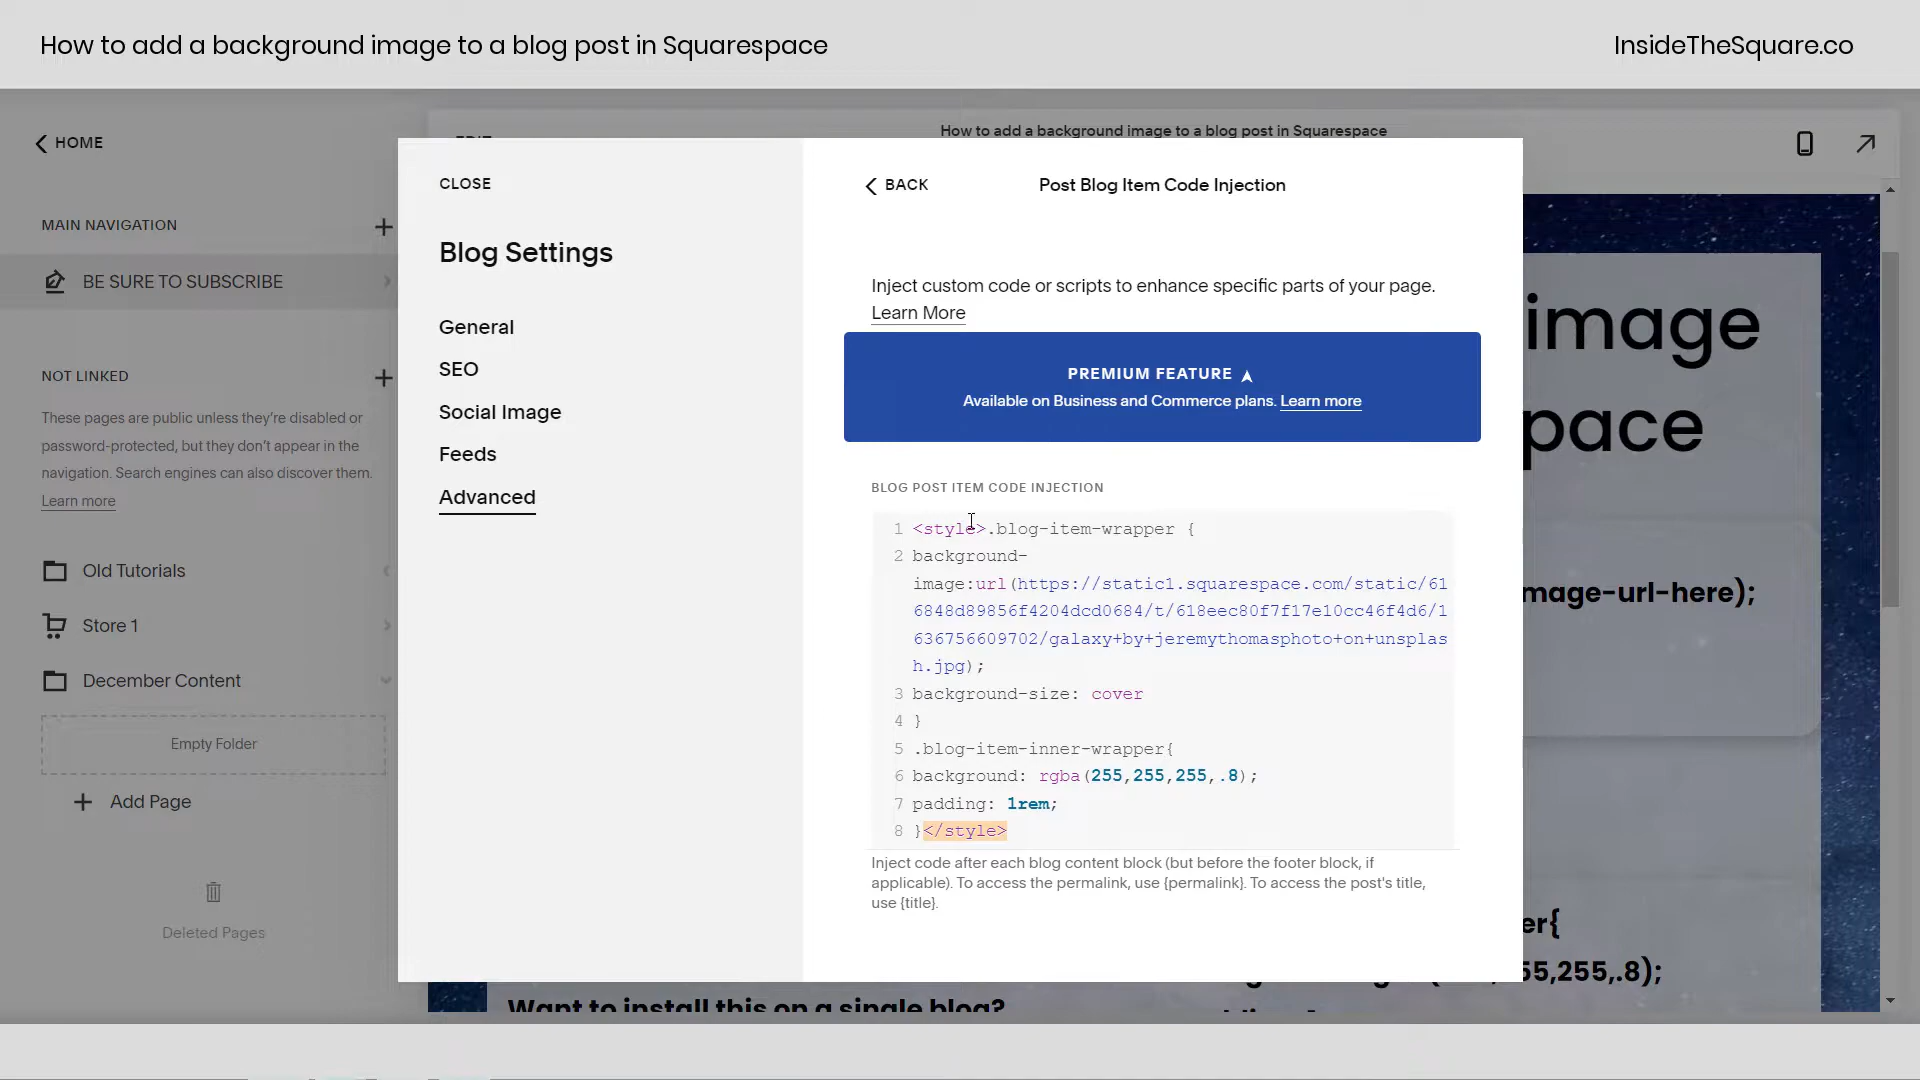 How to add a background image to a blog post in Squarespace
InsideTheSquare.co
HOME
MAIN NAVIGATION
BE SURE TO SUBSCRIBE
NOT LINKED
These pages are public unless they're disabled or
password-protected, but they don't appear in the
navigation. Search engines can also discover them.
Learn more
Old Tutorials
Store 1
December Content
Empty Folder
Add Page
Deleted Pages
EDIT
How to add a background image to a blog post in Squarespace
CLOSE
Blog Settings
General
SEO
Social Image
Feeds
Advanced
BACK
Post Blog Item Code Injection
Inject custom code or scripts to enhance specific parts of your page.
Learn More
PREMIUM FEATURE
Available on Business and Commerce plans. Learn more
BLOG POST ITEM CODE INJECTION
1 <style>.blog-item-wrapper {
2 background-
image:url(https://static1.squarespace.com/static/61
6848d89856f4204dcd0684/t/618eec80f7f17e10cc46f4d6/1
636756609702/galaxy+by+jeremythomasphoto+on+unsplas
h.jpg);
3 background-size: cover
4 }
5 .blog-item-inner-wrapper{
6 background: rgba(255,255,255,.8);
7 padding: 1rem;
8 }</style>
Inject code after each blog content block (but before the footer block, if
applicable). To access the permalink, use {permalink}. To access the post's title,
use {title}.
image
pace
mage-url-here);
er{
55,255,.8);
Want to install this on a single blog?